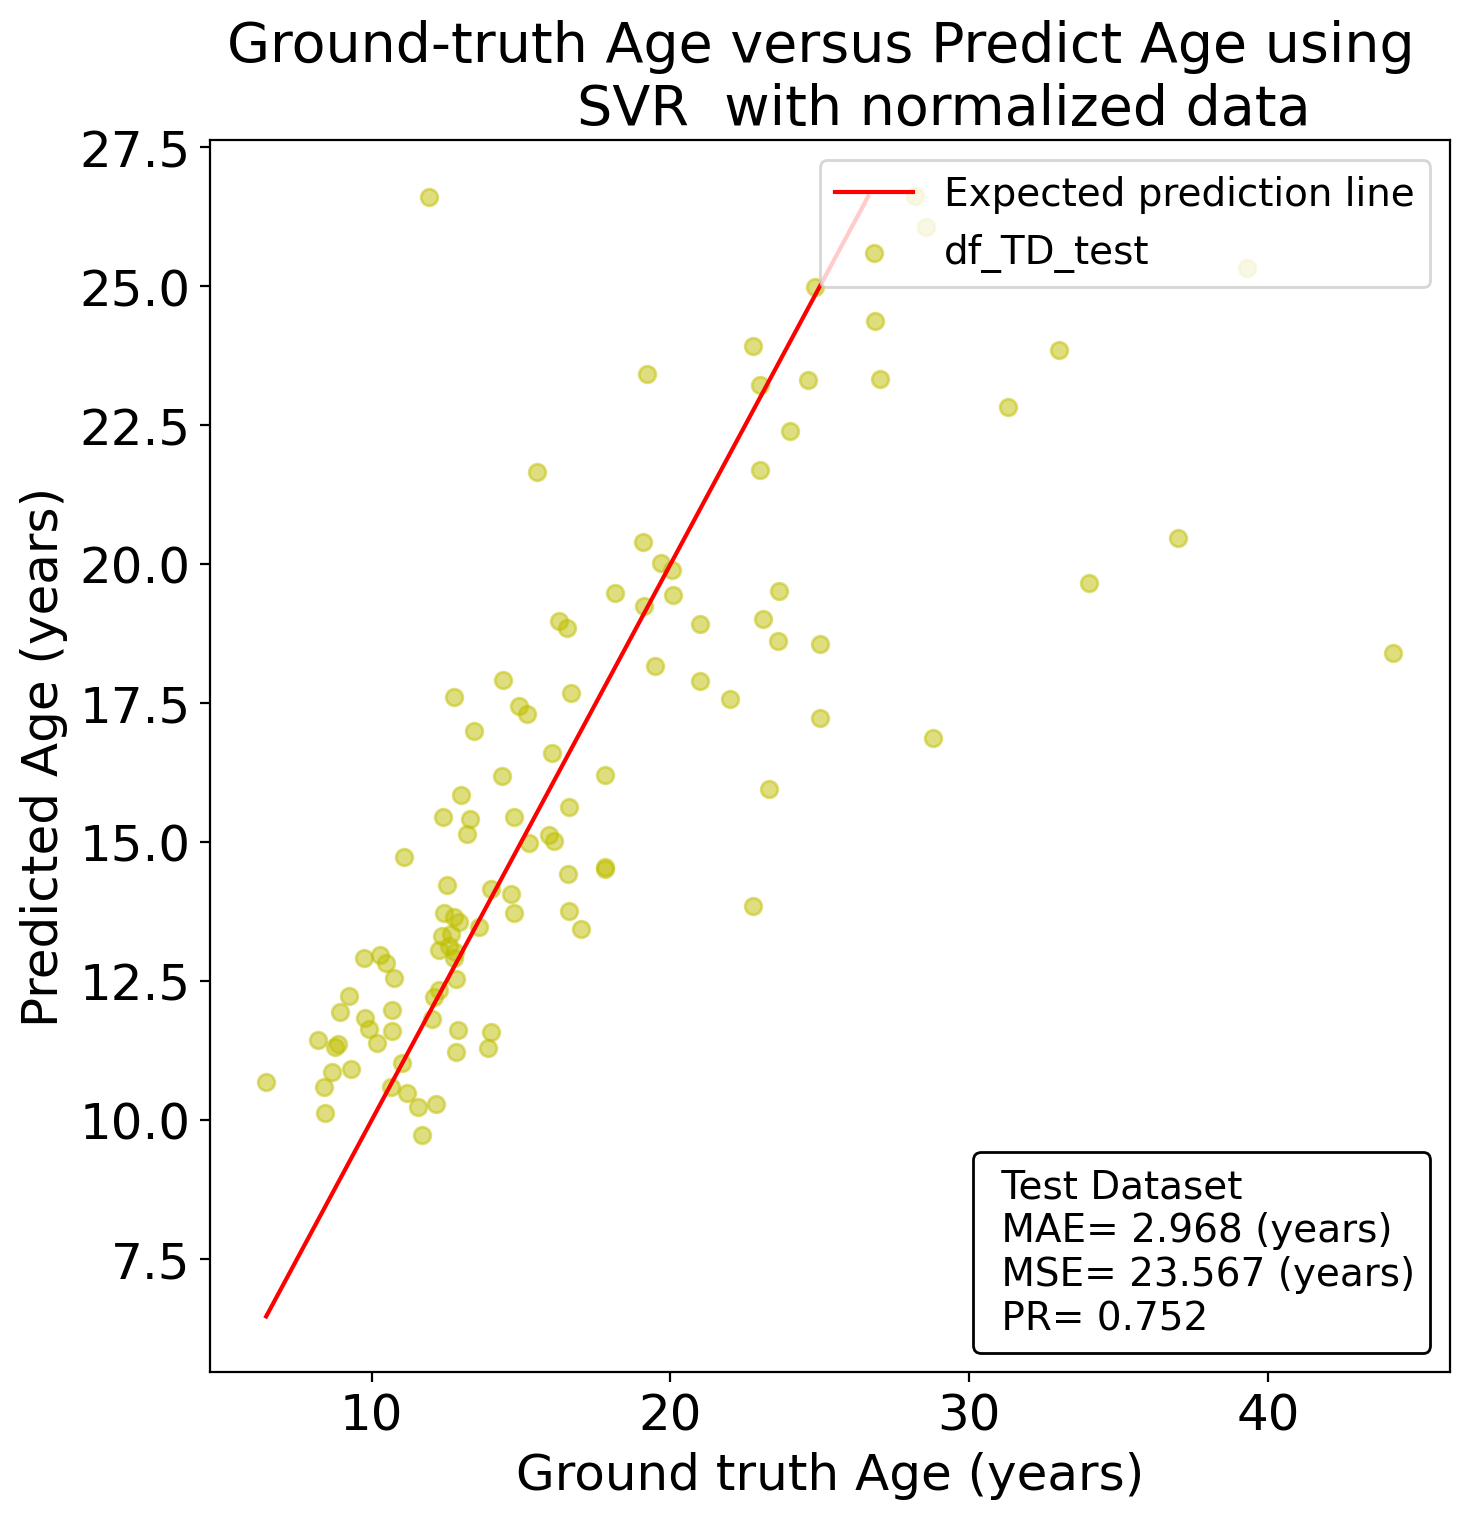 Ground-truth Age versus Predict Age using
SVR  with normalized data
27.5
25.0
22.5
20.0
17.5
15.0
12.5
10.0
7.5
Predicted Age (years)
Expected prediction line
df_TD_test
Test Dataset
MAE= 2.968 (years)
MSE= 23.567 (years)
PR= 0.752
10 20 30 40
Ground truth Age (years)